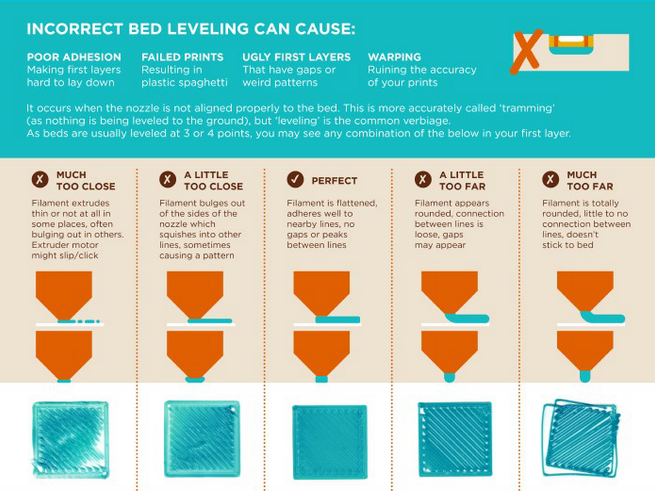 INCORRECT BED LEVELING CAN CAUSE:
POOR ADHESION
Making first layers
hard to lay down
FAILED PRINTS
Resulting in
plastic spaghetti
UGLY FIRST LAYERS
That have gaps or
weird patterns
WARPING
Ruining the accuracy
of your prints
It occurs when the nozzle is not aligned properly to the bed. This is more accurately called ‘tramming’
(as nothing is being leveled to the ground), but ‘leveling’ is the common verbiage.
As beds are usually leveled at 3 or 4 points, you may see any combination of the below in your first layer.
MUCH
TOO CLOSE
Filament extrudes
thin or not at all in
some places, often
bulging out in others.
Extruder motor
might slip/click
A LITTLE
TOO CLOSE
Filament bulges out
of the sides of the
nozzle which
squishes into other
lines, sometimes
causing a pattern
PERFECT
Filament is flattened,
adheres well to
nearby lines, no
gaps or peaks
between lines
A LITTLE
TOO FAR
Filament appears
rounded, connection
between lines is
loose, gaps
may appear
MUCH
TOO FAR
Filament is totally
rounded, little to no
connection between
lines, doesn’t
stick to bed